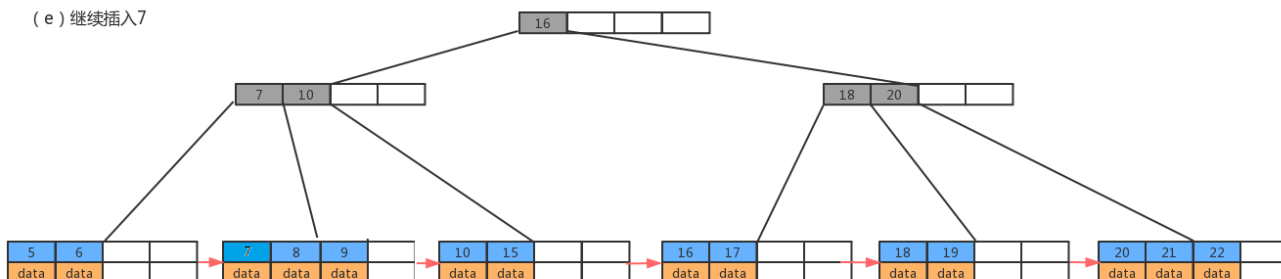 （e）继续插入7
16
7 10
18 20
5 6
7 8 9
10 15
16 17
18 19
20 21 22
data data
data data data
data data
data data
data data
data data data